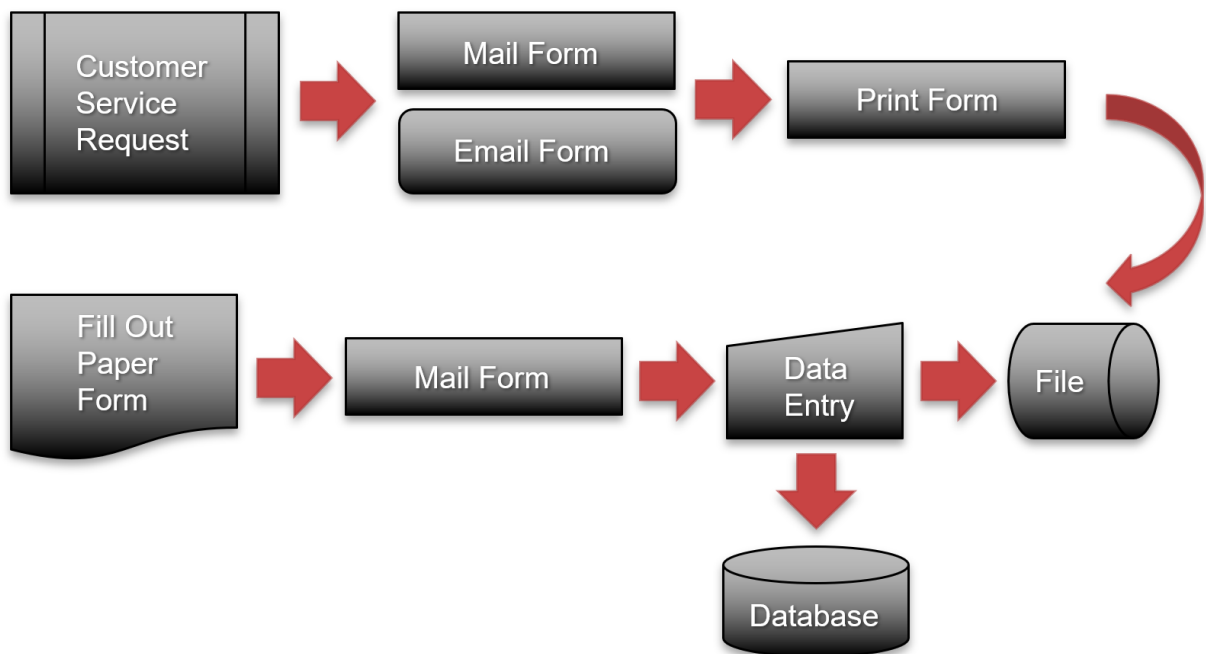 Customer
Service
Request
Mail Form
Email Form
Print Form
Fill Out
Paper
Form
Mail Form
Data
Entry
File
Database